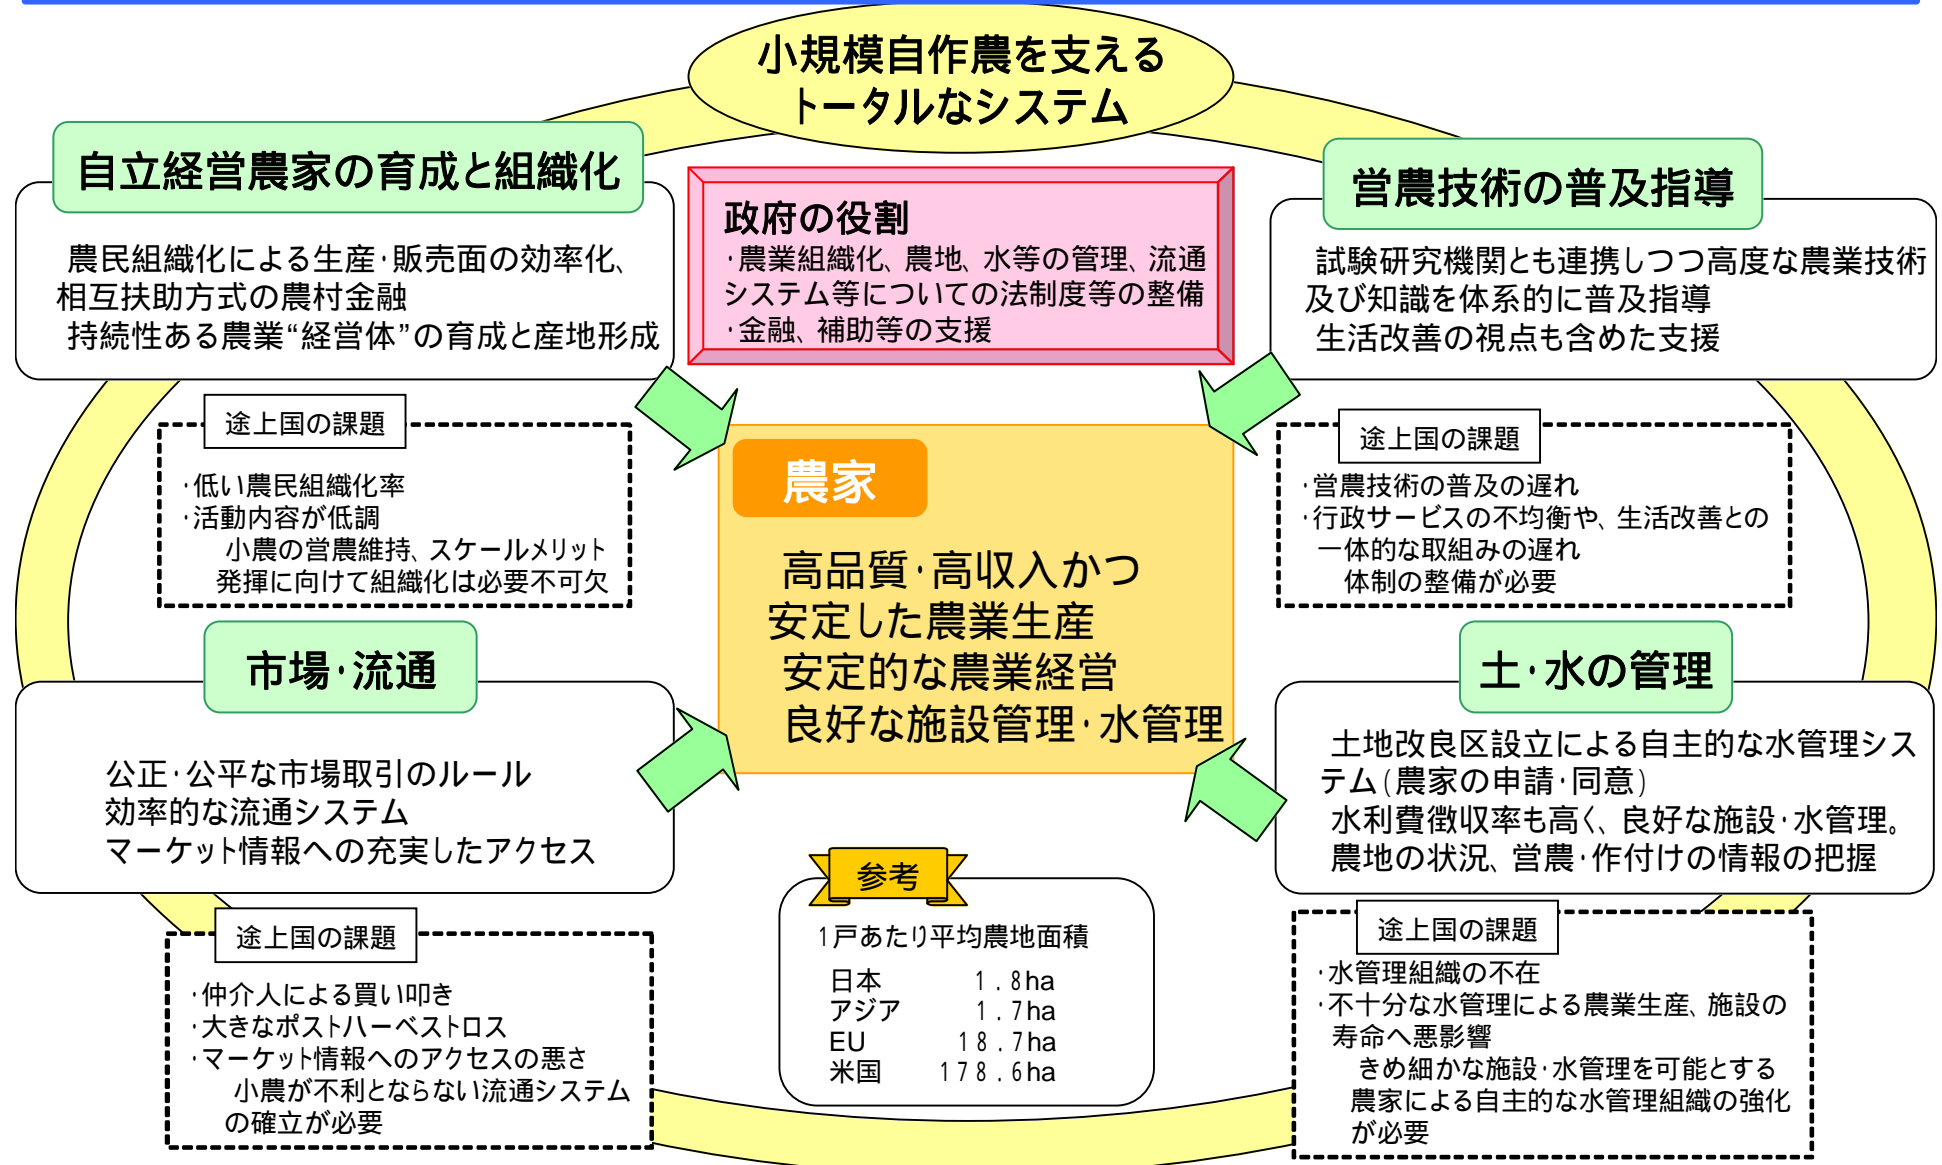 小規模自作農を支える
トータルなシステム
自立経営農家の育成と組織化
農民組織化による生産・販売面の効率化、
相互扶助方式の農村金融
持続性ある農業“経営体”の育成と産地形成
政府の役割
・農業組織化、農地、水等の管理、流通
システム等についての法制度等の整備
・金融、補助等の支援
営農技術の普及指導
試験研究機関とも連携しつつ高度な農業技術
及び知識を体系的に普及指導
生活改善の視点も含めた支援
途上国の課題
・低い農民組織化率
・活動内容が低調
小農の営農維持、スケールメリット
発揮に向けて組織化は必要不可欠
農家
高品質・高収入かつ
安定した農業生産
安定的な農業経営
良好な施設管理・水管理
途上国の課題
・営農技術の普及の遅れ
・行政サービスの不均衡や、生活改善との
一体的な取組みの遅れ
体制の整備が必要
市場・流通
公正・公平な市場取引のルール
効率的な流通システム
マーケット情報への充実したアクセス
土・水の管理
土地改良区設立による自主的な水管理シス
テム(農家の申請・同意)
水利費徴収率も高く、良好な施設・水管理。
農地の状況、営農・作付けの情報の把握
途上国の課題
・仲介人による買い叩き
・大きなポストハーベストロス
・マーケット情報へのアクセスの悪さ
小農が不利とならない流通システム
の確立が必要
参考
1戸あたり平均農地面積
日本 1.8ha
アジア 1.7ha
EU 18.7ha
米国 178.6ha
途上国の課題
・水管理組織の不在
・不十分な水管理による農業生産、施設の
寿命へ悪影響
きめ細かな施設・水管理を可能とする
農家による自主的な水管理組織の強化
が必要